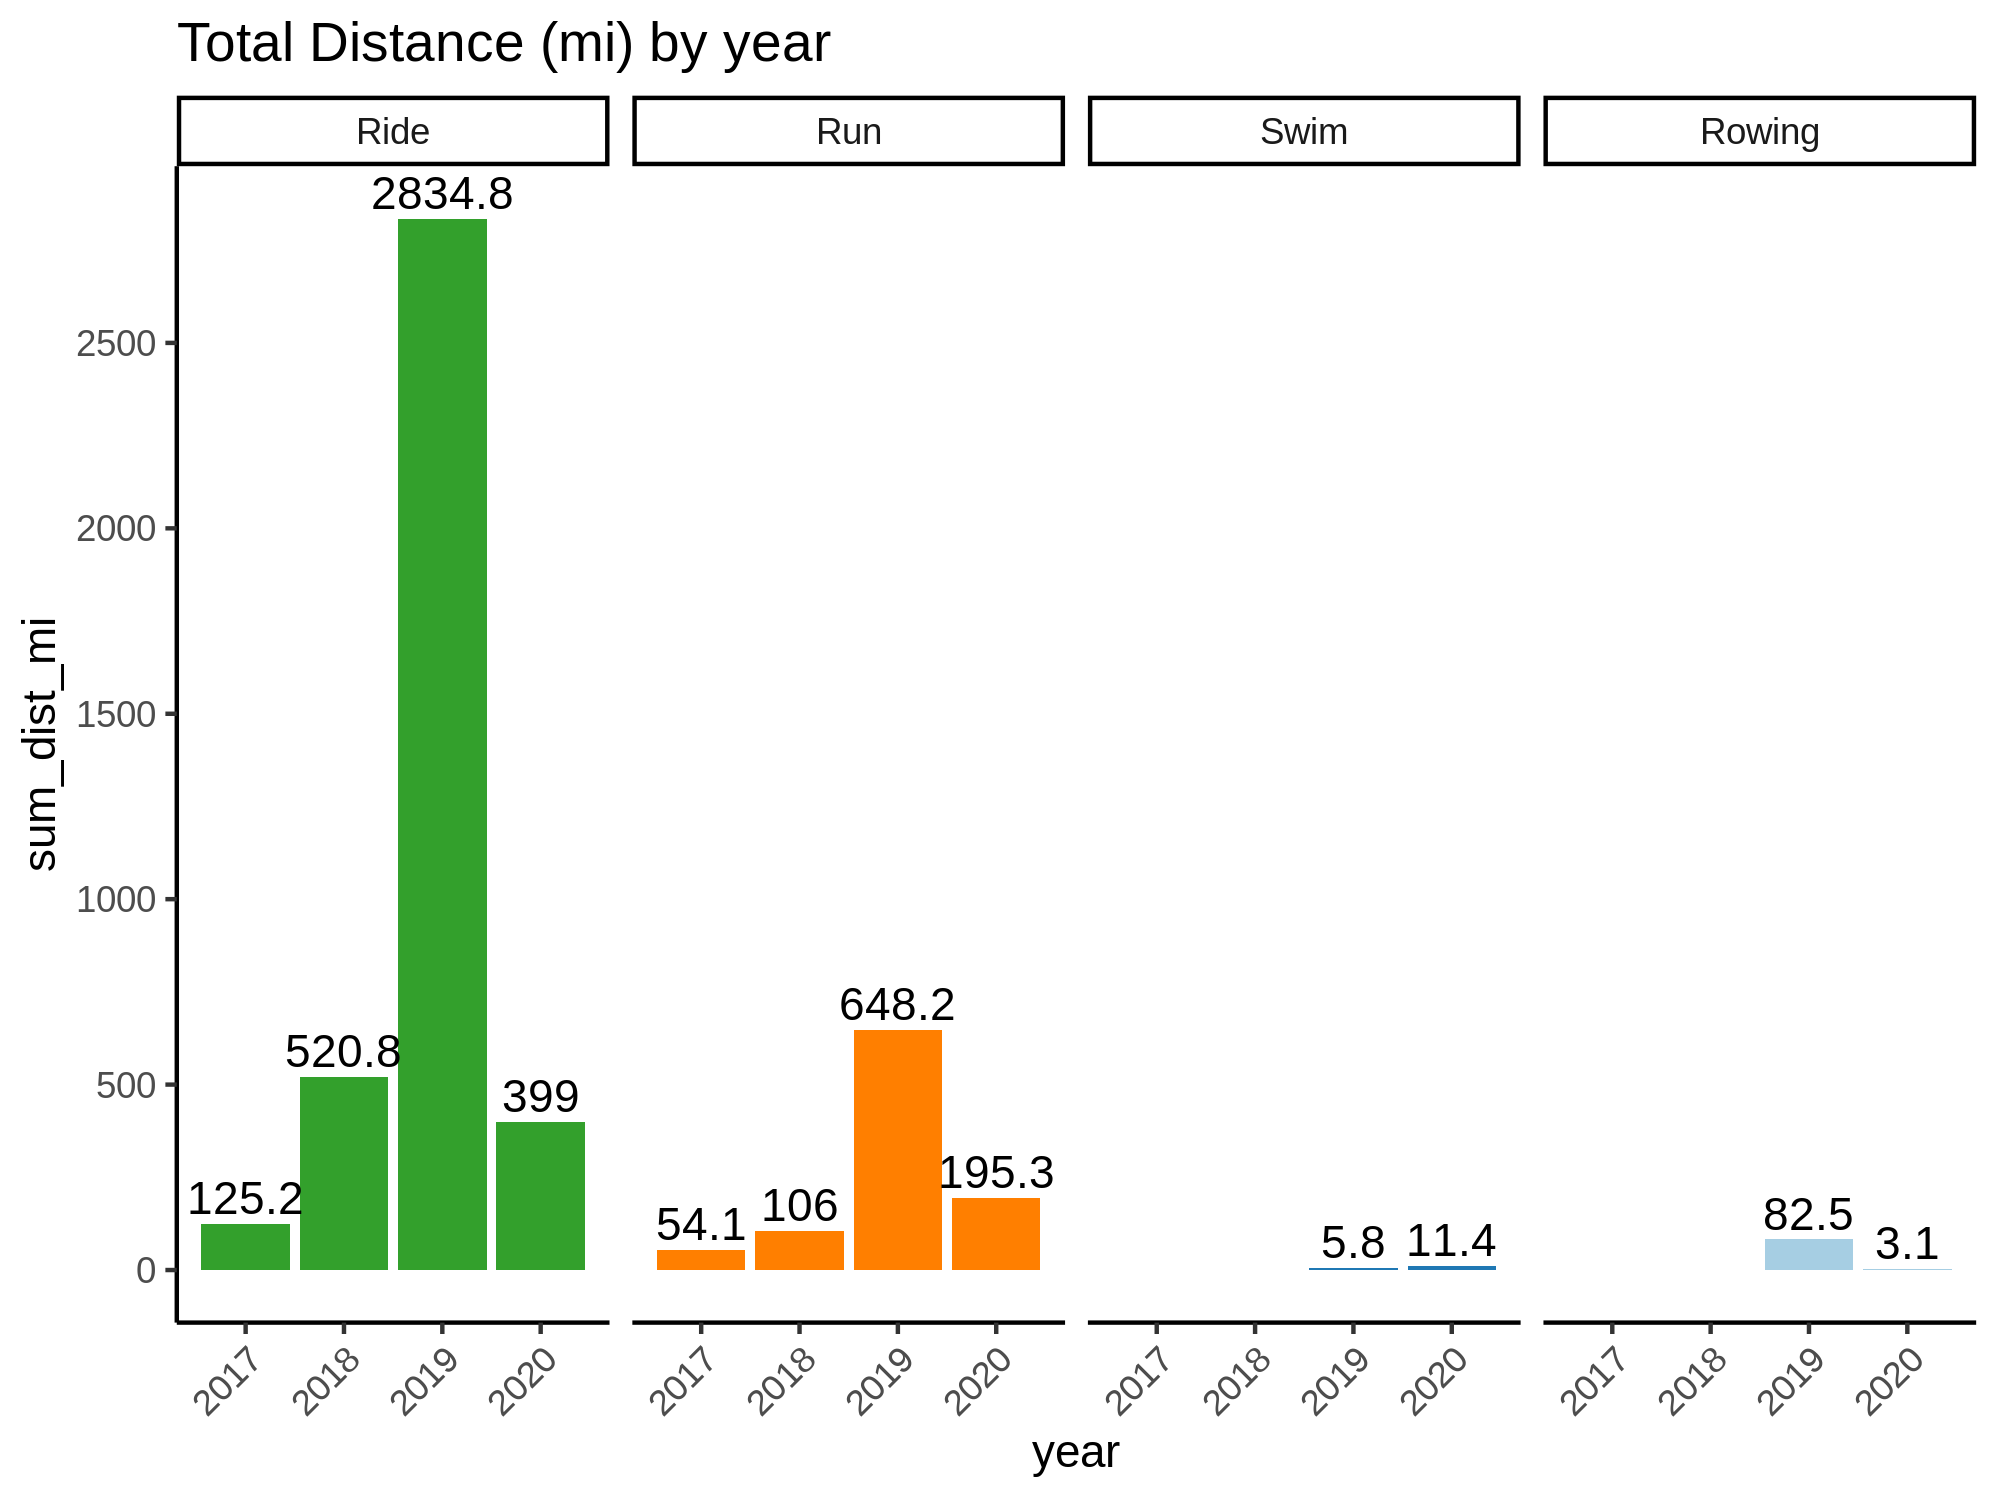 Total Distance (mi) by year
Ride Run Swim Rowing
2834.8
2500
2000
1500
1000
500
0
sum_dist_mi
125.2 520.8 399
54.1 106 648.2 195.3
5.8 11.4
82.5 3.1
2017 2018 2019 2020 2017 2018 2019 2020 2017 2018 2019 2020 2017 2018 2019 2020
year